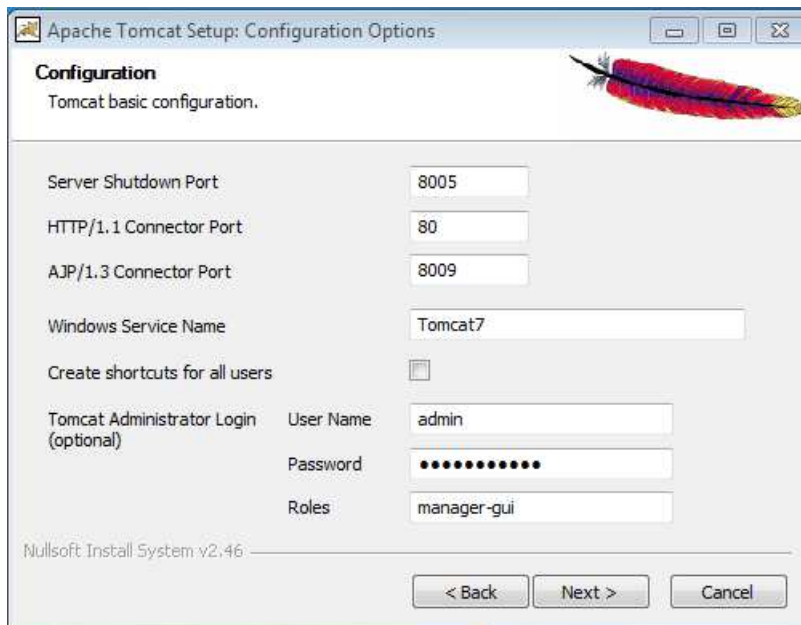 Apache Tomcat Setup: Configuration Options
Configuration
Tomcat basic configuration.
Server Shutdown Port 8005
HTTP/1.1 Connector Port 80
AJP/1.3 Connector Port 8009
Windows Service Name Tomcat7
Create shortcuts for all users
Tomcat Administrator Login User Name admin
(optional)
Password ●●●●●●●●●●●
Roles manager-gui
Nullsoft Install System v2.46
< Back Next > Cancel